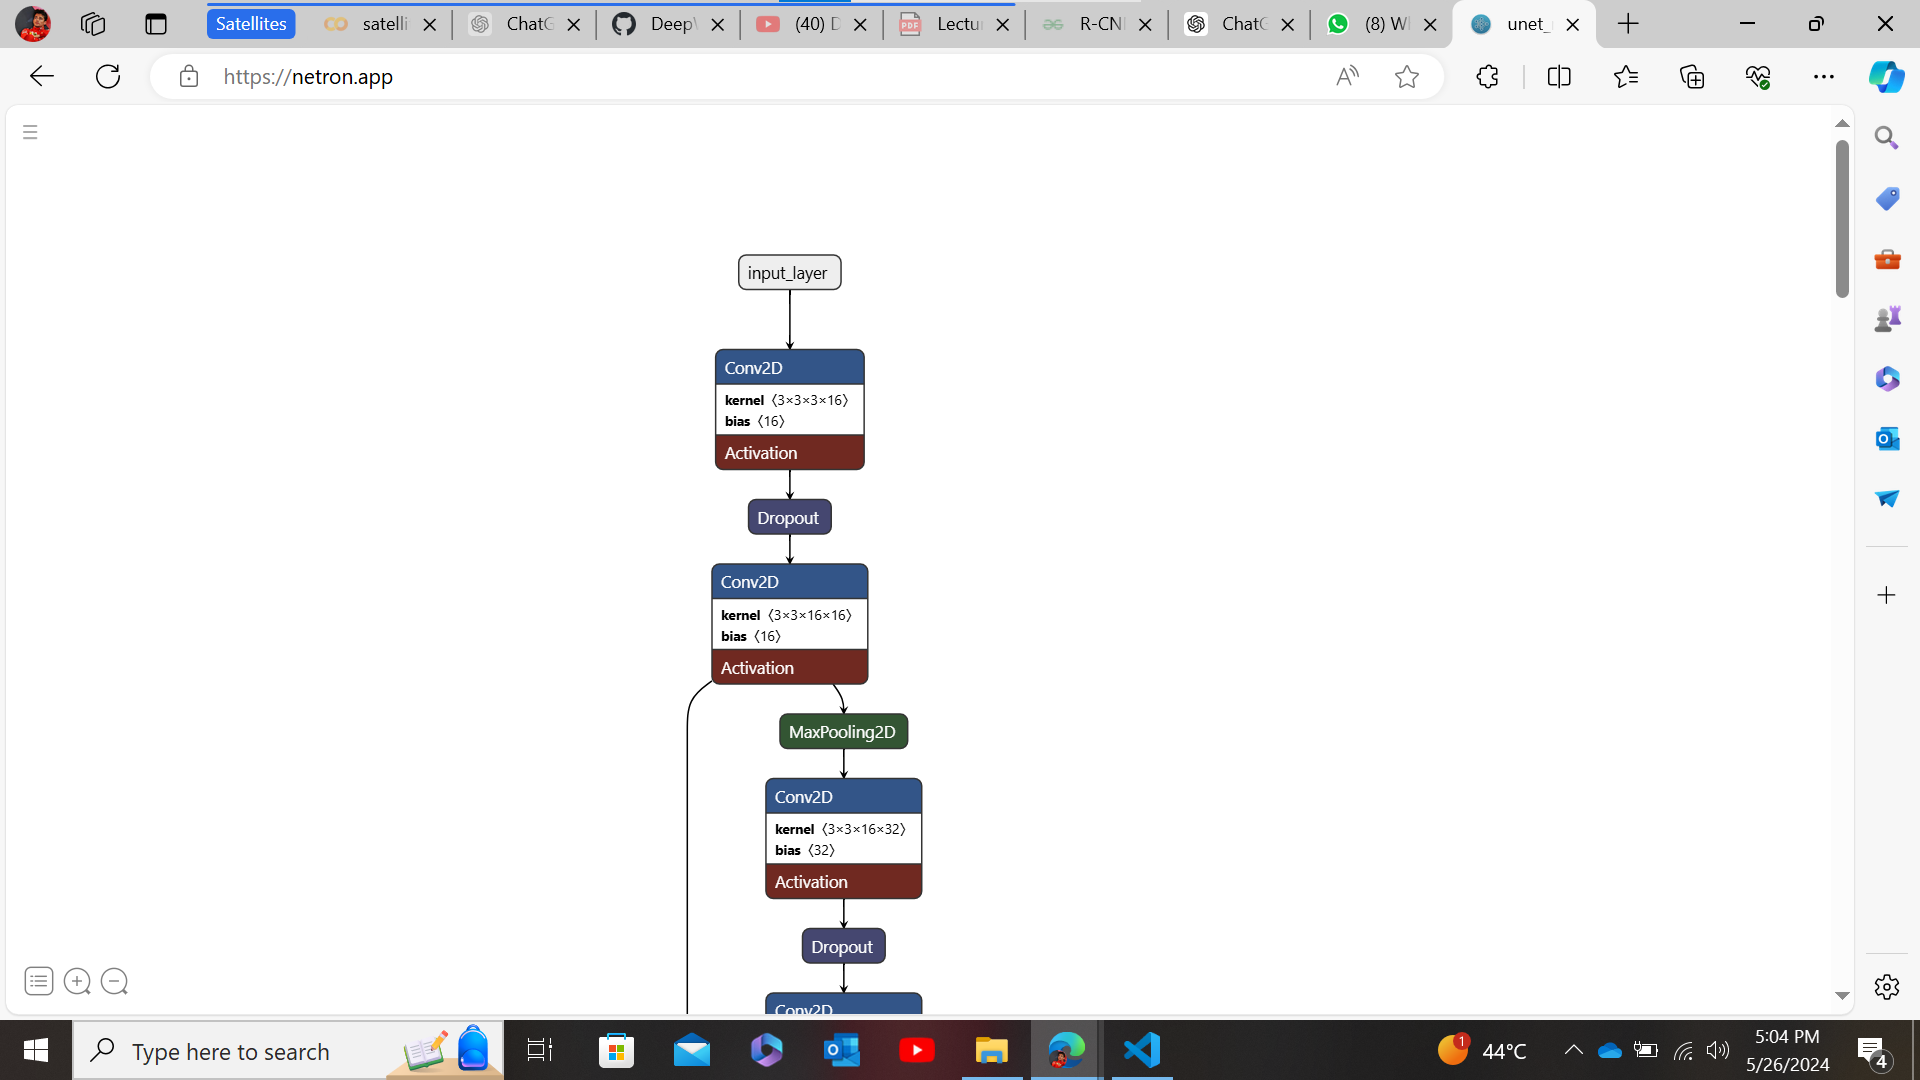 Satellites
satelli
ChatG
Deep
(40) D
Lectu
R-CN
ChatG
(8) W
unet_
https://netron.app
input_layer
Conv2D
kernel 〈3×3×3×16〉
bias 〈16〉
Activation
Dropout
Conv2D
kernel 〈3×3×16×16〉
bias 〈16〉
Activation
MaxPooling2D
Conv2D
kernel 〈3×3×16×32〉
bias 〈32〉
Activation
Dropout
Conv2D
Type here to search
1
44°C
5:04 PM
5/26/2024
4